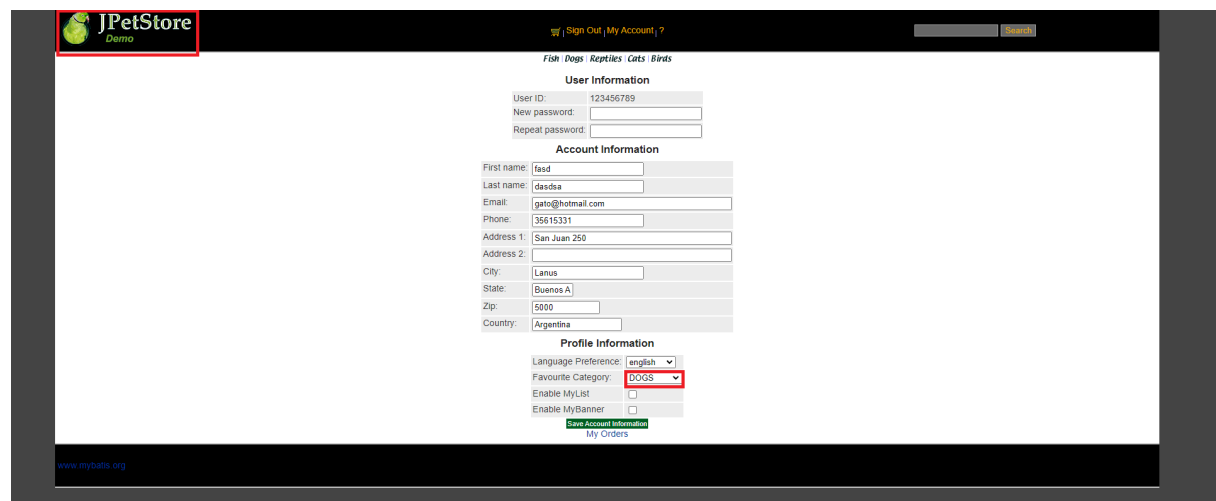 JPetStore
Demo
Sign Out | My Account | ?
Search
Fish | Dogs | Reptiles | Cats | Birds
User Information
User ID: 123456789
New password:
Repeat password:
Account Information
First name: fasd
Last name: dasdsa
Email: gato@hotmail.com
Phone: 35615331
Address 1: San Juan 250
Address 2:
City: Lanus
State: Buenos A
Zip: 5000
Country: Argentina
Profile Information
Language Preference: english
Favourite Category: DOGS
Enable MyList
Enable MyBanner
Save Account Information
My Orders
www.mybatis.org